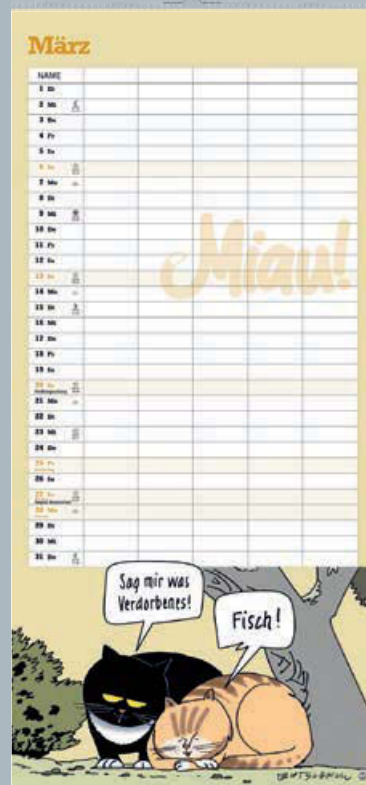 März
NAME
1 Di
2 Mi
3 Do
4 Fr
5 Sa
6 So
7 Mo
8 Di
9 Mi
10 Do
11 Fr
12 Sa
13 So
14 Mo
15 Di
16 Mi
17 Do
18 Fr
19 Sa
20 So
21 Mo
22 Di
23 Mi
24 Do
25 Fr
26 Sa
27 So
28 Mo
29 Di
30 Mi
31 Do
Miau!
Sag mir was
Verdorbenes!
Fisch!